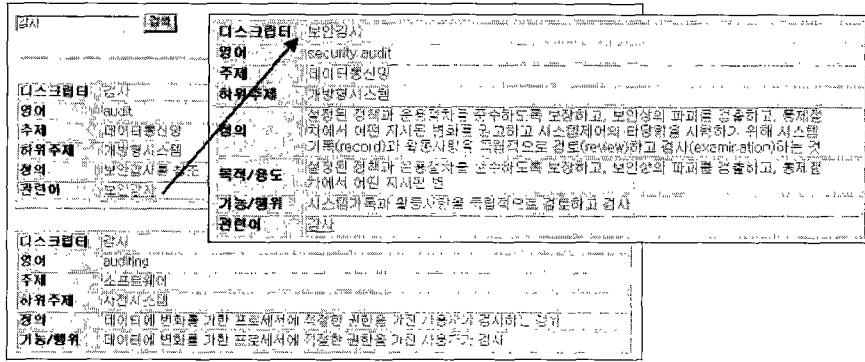 감사 검색
디스크립터 감사
영어 audit
주제 데이터통신망
하위주제 개방형시스템
정의 보안감사를 참조
관련어 보안감사
디스크립터 보안감사
영어 security audit
주제 데이터통신망
하위주제 개방형시스템
정의 설정된 정책과 운용절차를 준수하도록 보장하고, 보안상의 파괴를 검출하고, 통제절
차에서 어떤 지시된 변화를 권고하고 시스템제어의 타당함을 시험하기 위해 시스템
기록(record)과 활동사항을 독립적으로 검토(review)하고 검사(examination)하는 것
목적/용도 설정된 정책과 운용절차를 준수하도록 보장하고, 보안상의 파괴를 검출하고, 통제절
차에서 어떤 지시된 변
기능/행위 시스템기록과 활동사항을 독립적으로 검토하고 검사
관련어 감사
디스크립터 감사
영어 auditing
주제 소프트웨어
하위주제 사전시스템
정의 데이터에 변화를 가한 프로세서에 적절한 권한을 가진 사용자가 검사하는 행위
기능/행위 데이터에 변화를 가한 프로세서에 적절한 권한을 가진 사용자가 검사